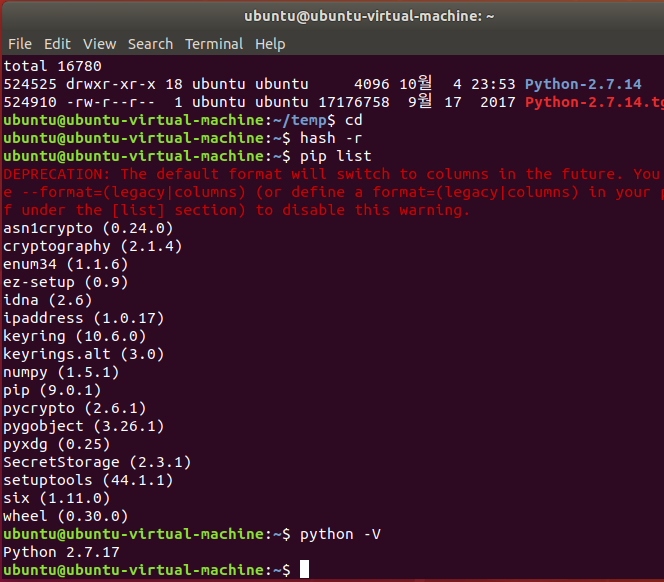 ubuntu@ubuntu-virtual-machine: ~
File Edit View Search Terminal Help
total 16780
524525 drwxr-xr-x 18 ubuntu ubuntu     4096 10월  4 23:53 Python-2.7.14
524910 -rw-r--r--  1 ubuntu ubuntu 17176758  9월 17  2017 Python-2.7.14.tg
ubuntu@ubuntu-virtual-machine:~/temp$ cd
ubuntu@ubuntu-virtual-machine:~$ hash -r
ubuntu@ubuntu-virtual-machine:~$ pip list
DEPRECATION: The default format will switch to columns in the future. You
e --format=(legacy|columns) (or define a format=(legacy|columns) in your p
f under the [list] section) to disable this warning.
asn1crypto (0.24.0)
cryptography (2.1.4)
enum34 (1.1.6)
ez-setup (0.9)
idna (2.6)
ipaddress (1.0.17)
keyring (10.6.0)
keyrings.alt (3.0)
numpy (1.5.1)
pip (9.0.1)
pycrypto (2.6.1)
pygobject (3.26.1)
pyxdg (0.25)
SecretStorage (2.3.1)
setuptools (44.1.1)
six (1.11.0)
wheel (0.30.0)
ubuntu@ubuntu-virtual-machine:~$ python -V
Python 2.7.17
ubuntu@ubuntu-virtual-machine:~$